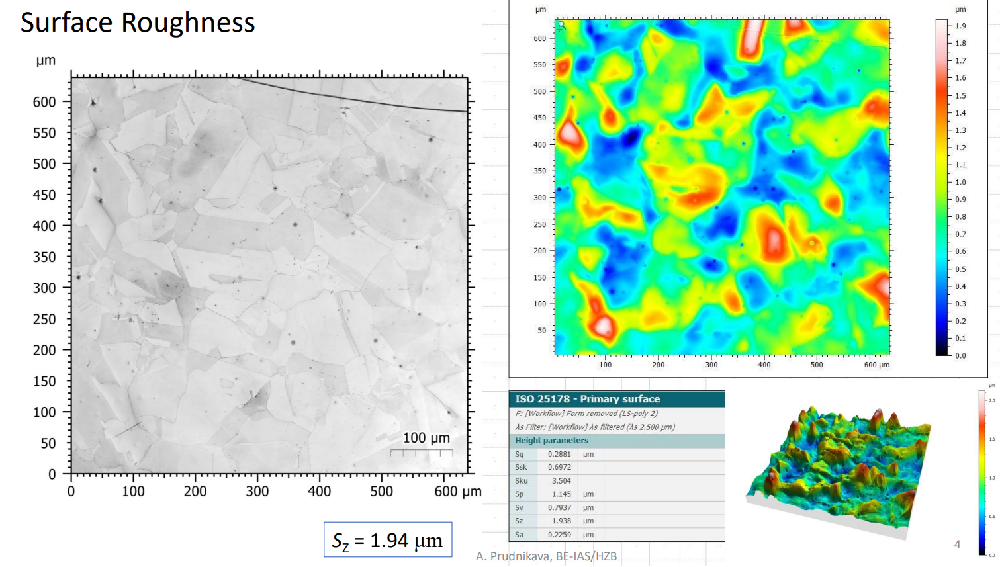 Surface Roughness
µm
600
550
500
450
400
350
300
250
200
150
100
50
0
0 100 200 300 400 500 600 µm
100 µm
S_Z = 1.94 µm
µm
600
550
500
450
400
350
300
250
200
150
100
50
100 200 300 400 500 600 µm
µm
1.9
1.8
1.7
1.6
1.5
1.4
1.3
1.2
1.1
1.0
0.9
0.8
0.7
0.6
0.5
0.4
0.3
0.2
0.1
0.0
ISO 25178 - Primary surface
F: [Workflow] Form removed (LS-poly 2)
λs Filter: [Workflow] λs-filtered (λs 2.500 µm)
Height parameters
Sq 0.2881 µm
Ssk 0.6972
Sku 3.504
Sp 1.145 µm
Sv 0.7937 µm
Sz 1.938 µm
Sa 0.2259 µm
µm
2.0
1.5
1.0
0.5
0.0
A. Prudnikava, BE-IAS/HZB
4